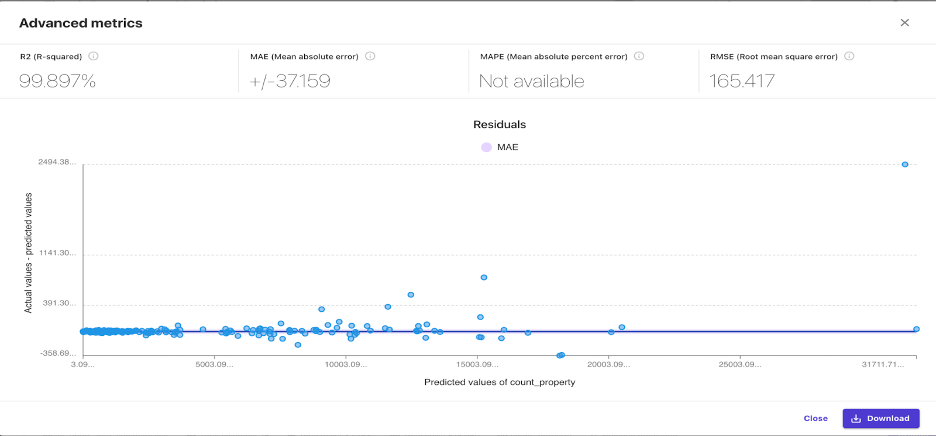 Advanced metrics
R2 (R-squared)
99.897%
MAE (Mean absolute error)
+/-37.159
MAPE (Mean absolute percent error)
Not available
RMSE (Root mean square error)
165.417
Residuals
MAE
Actual values - predicted values
2494.38...
1141.30...
391.30...
-358.69...
3.09...
5003.09...
10003.09...
15003.09...
20003.09...
25003.09...
31711.71...
Predicted values of count_property
Close
Download